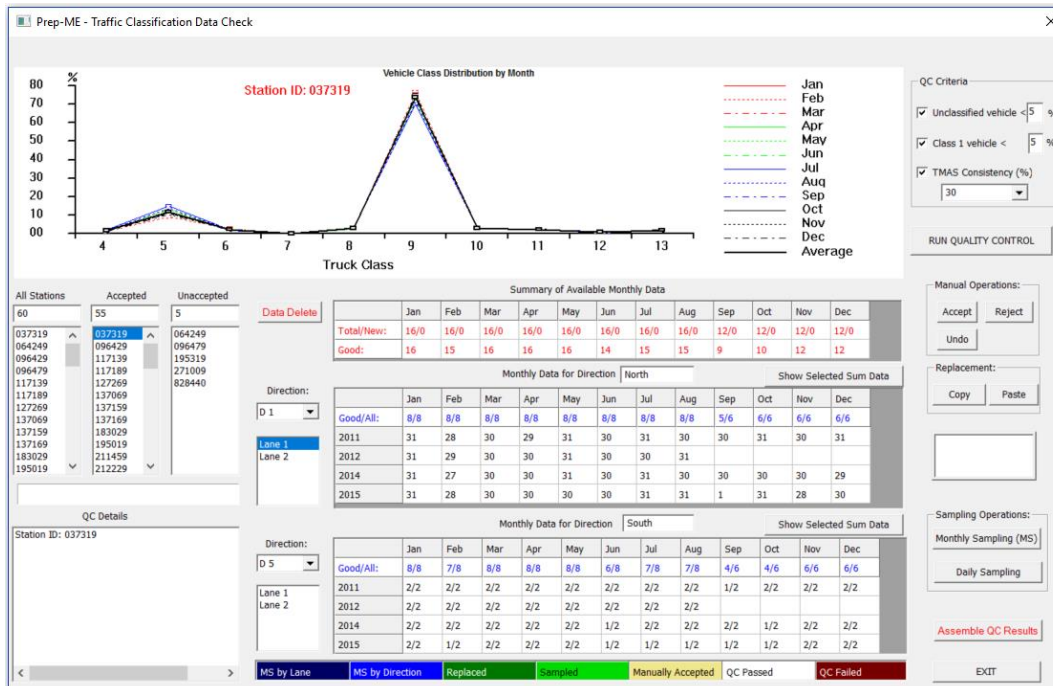 Prep-ME - Traffic Classification Data Check
Vehicle Class Distribution by Month
Station ID: 037319
%
80
70
60
50
40
30
20
10
00
4 5 6 7 8 9 10 11 12 13
Truck Class
Jan
Feb
Mar
Apr
May
Jun
Jul
Aug
Sep
Oct
Nov
Dec
Average
QC Criteria
Unclassified vehicle < 5 %
Class 1 vehicle < 5 %
TMAS Consistency (%)
30
RUN QUALITY CONTROL
All Stations Accepted Unaccepted
60 55 5
037319 037319 064249
064249 096429 096479
096429 117139 195319
096479 117189 271009
117139 127269 828440
117189 137069
127269 137159
137069 137169
137159 183029
137169 195019
183029 211459
195019 212229
QC Details
Station ID: 037319
Data Delete
Summary of Available Monthly Data
Jan Feb Mar Apr May Jun Jul Aug Sep Oct Nov Dec
Total/New: 16/0 16/0 16/0 16/0 16/0 16/0 16/0 16/0 12/0 12/0 12/0 12/0
Good: 16 15 16 16 16 14 15 15 9 10 12 12
Monthly Data for Direction North
Show Selected Sum Data
Direction:
D 1
Lane 1
Lane 2
Jan Feb Mar Apr May Jun Jul Aug Sep Oct Nov Dec
Good/All: 8/8 8/8 8/8 8/8 8/8 8/8 8/8 8/8 5/6 6/6 6/6 6/6
2011 31 28 30 29 31 30 31 30 30 31 30 31
2012 31 29 30 30 31 30 30 31
2014 31 27 30 30 31 30 31 30 30 30 30 29
2015 31 28 30 30 30 30 31 31 1 31 28 30
Monthly Data for Direction South
Show Selected Sum Data
Direction:
D 5
Lane 1
Lane 2
Jan Feb Mar Apr May Jun Jul Aug Sep Oct Nov Dec
Good/All: 8/8 7/8 8/8 8/8 8/8 6/8 7/8 7/8 4/6 4/6 6/6 6/6
2011 2/2 2/2 2/2 2/2 2/2 2/2 2/2 2/2 1/2 2/2 2/2 2/2
2012 2/2 2/2 2/2 2/2 2/2 2/2 2/2 2/2
2014 2/2 2/2 2/2 2/2 2/2 1/2 2/2 2/2 2/2 1/2 2/2 2/2
2015 2/2 1/2 2/2 2/2 2/2 1/2 1/2 1/2 1/2 1/2 2/2 2/2
MS by Lane MS by Direction Replaced Sampled Manually Accepted QC Passed QC Failed
Manual Operations:
Accept Reject
Undo
Replacement:
Copy Paste
Sampling Operations:
Monthly Sampling (MS)
Daily Sampling
Assemble QC Results
EXIT